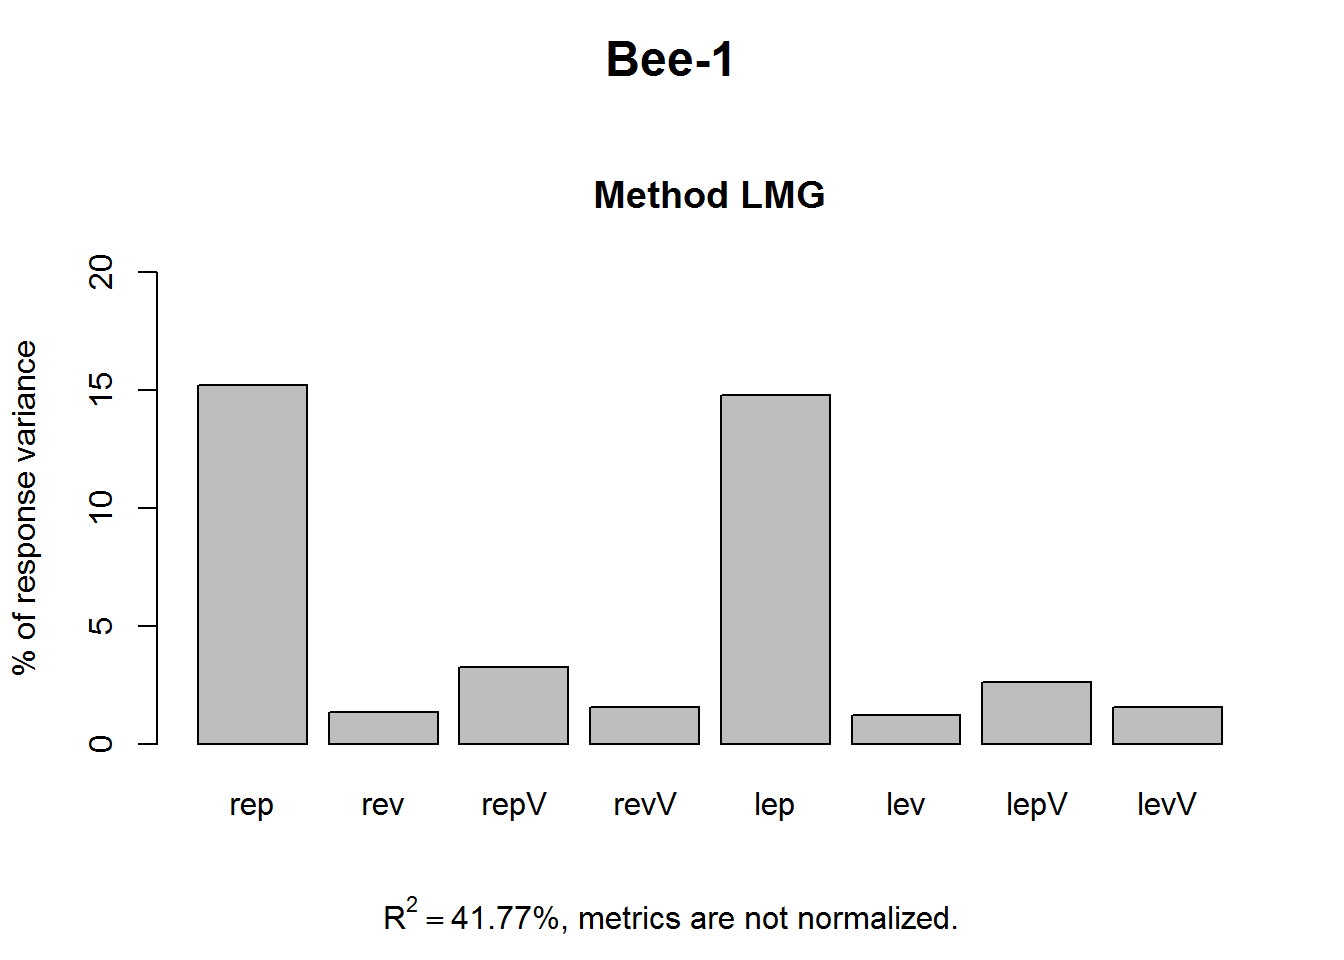 Bee-1
Method LMG
% of response variance
20
15
10
5
0
rep rev repV revV lep lev lepV levV
R² = 41.77%, metrics are not normalized.